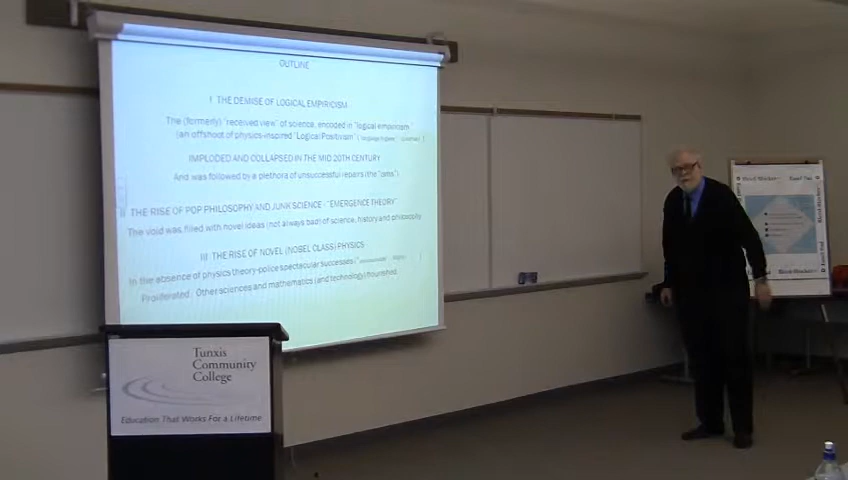 OUTLINE
I THE DEMISE OF LOGICAL EMPIRICISM
The (formerly) "received view" of science, encoded in "logical empiricism"
(an offshoot of physics-inspired "Logical Positivism"
IMPLODED AND COLLAPSED IN THE MID 20TH CENTURY
And was followed by a plethora of unsuccessful repairs (the "isms")
II THE RISE OF POP PHILOSOPHY AND JUNK SCIENCE: "EMERGENCE THEORY"
The void was filled with novel ideas (not always bad) of science, history and philosophy
III THE RISE OF NOVEL (NOBEL CLASS) PHYSICS
In the absence of physics theory-police spectacular successes
Proliferated. Other sciences and mathematics (and technology) flourished.
Tunxis
Community
College
Education That Works For a Lifetime